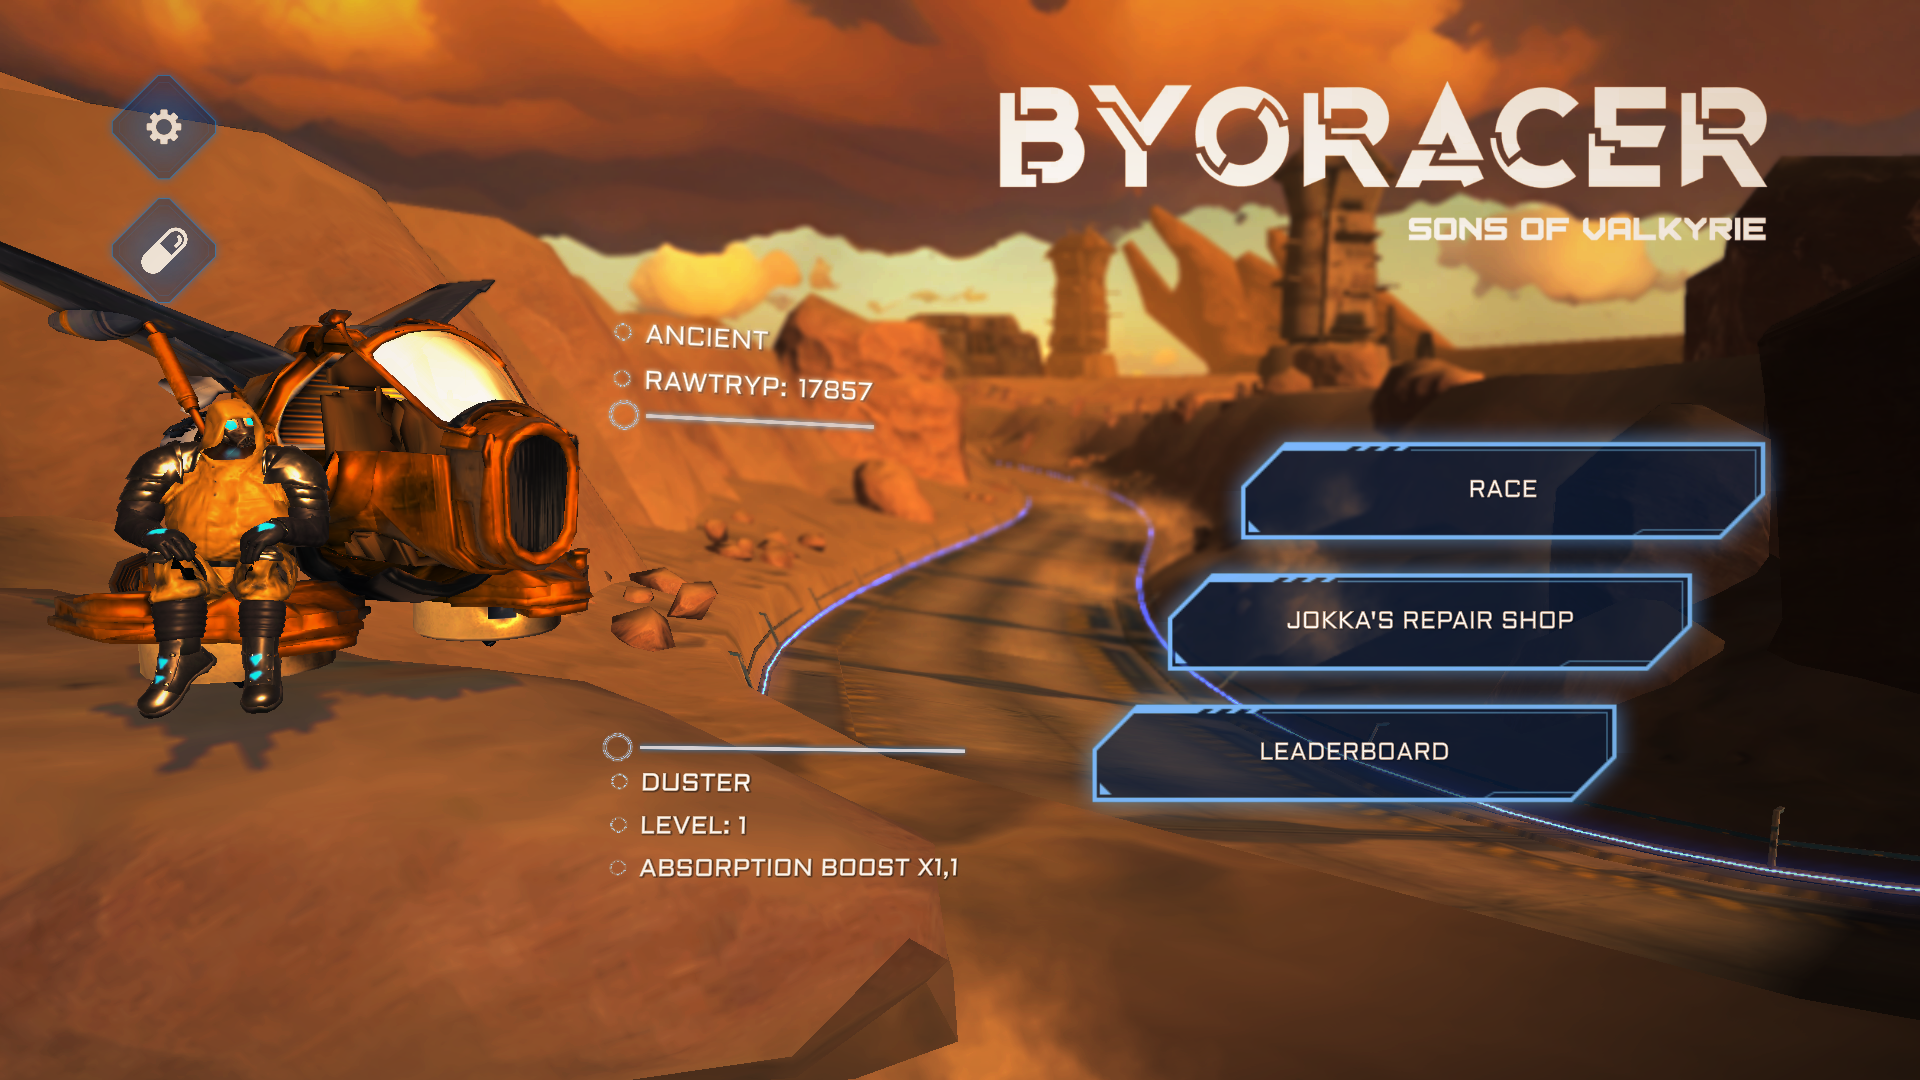 BYORACER
SONS OF VALKYRIE
ANCIENT
RAWTRYP: 17857
RACE
JOKKA'S REPAIR SHOP
LEADERBOARD
DUSTER
LEVEL: 1
ABSORPTION BOOST X1,1